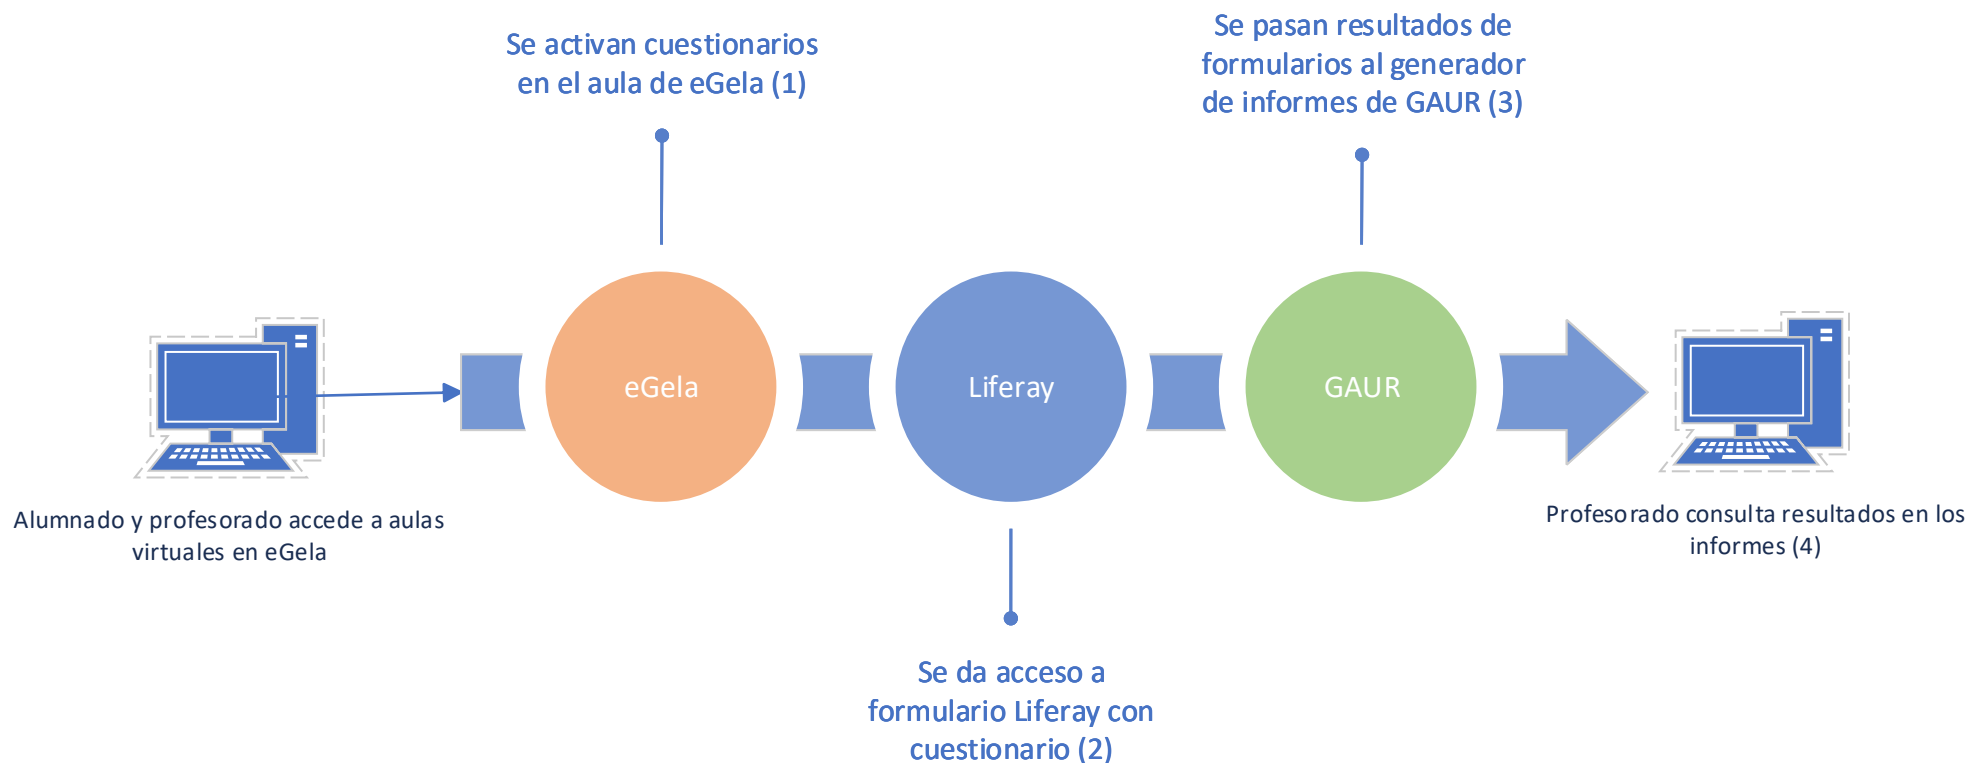 Se activan cuestionarios
en el aula de eGela (1)
Se pasan resultados de
formularios al generador
de informes de GAUR (3)
eGela
Liferay
GAUR
Alumnado y profesorado accede a aulas
virtuales en eGela
Profesorado consulta resultados en los
informes (4)
Se da acceso a
formulario Liferay con
cuestionario (2)